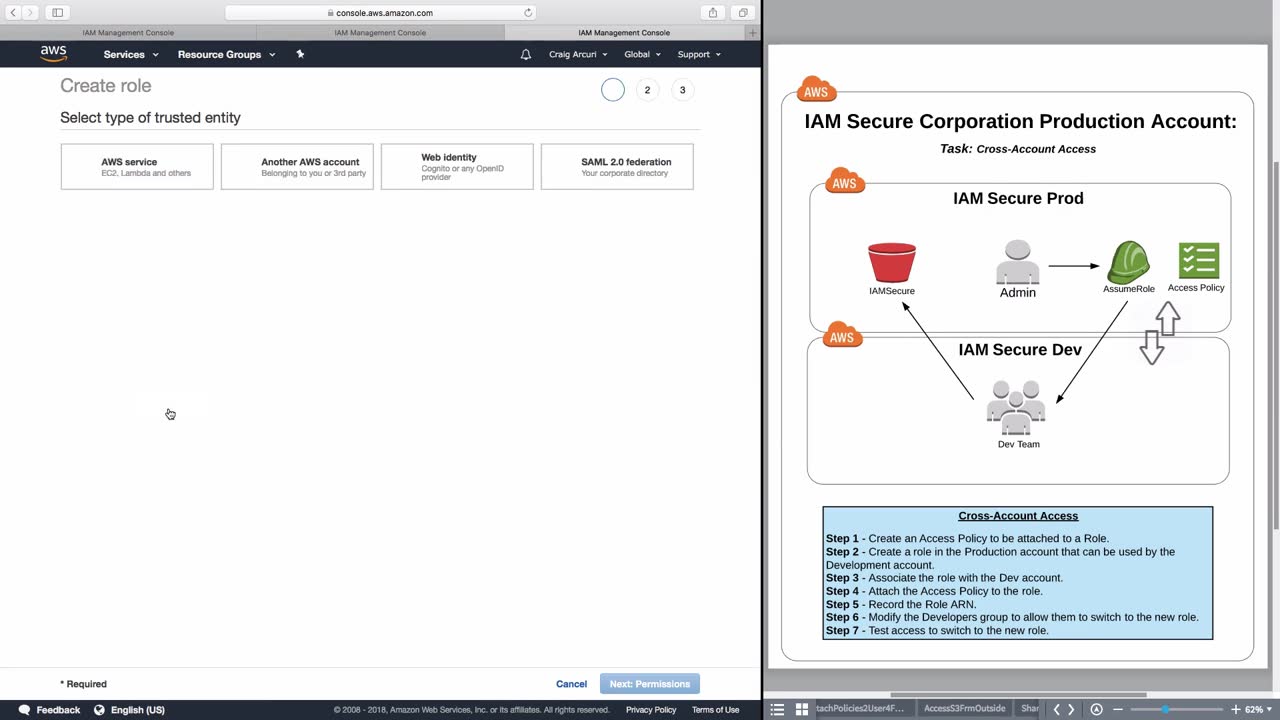 console.aws.amazon.com
IAM Management Console
IAM Management Console
IAM Management Console
aws
Services
Resource Groups
Craig Arcuri
Global
Support
Create role
2
3
Select type of trusted entity
AWS service
EC2, Lambda and others
Another AWS account
Belonging to you or 3rd party
Web identity
Cognito or any OpenID
provider
SAML 2.0 federation
Your corporate directory
* Required
Cancel
Next: Permissions
Feedback
English (US)
© 2008 - 2018, Amazon Web Services, Inc. or its affiliates. All rights reserved.
Privacy Policy
Terms of Use
AWS
IAM Secure Corporation Production Account:
Task: Cross-Account Access
AWS
IAM Secure Prod
IAMSecure
Admin
AssumeRole
Access Policy
AWS
IAM Secure Dev
Dev Team
Cross-Account Access
Step 1 - Create an Access Policy to be attached to a Role.
Step 2 - Create a role in the Production account that can be used by the
Development account.
Step 3 - Associate the role with the Dev account.
Step 4 - Attach the Access Policy to the role.
Step 5 - Record the Role ARN.
Step 6 - Modify the Developers group to allow them to switch to the new role.
Step 7 - Test access to switch to the new role.
tachPolicies2User4F...
AccessS3FrmOutside
Shar
62%